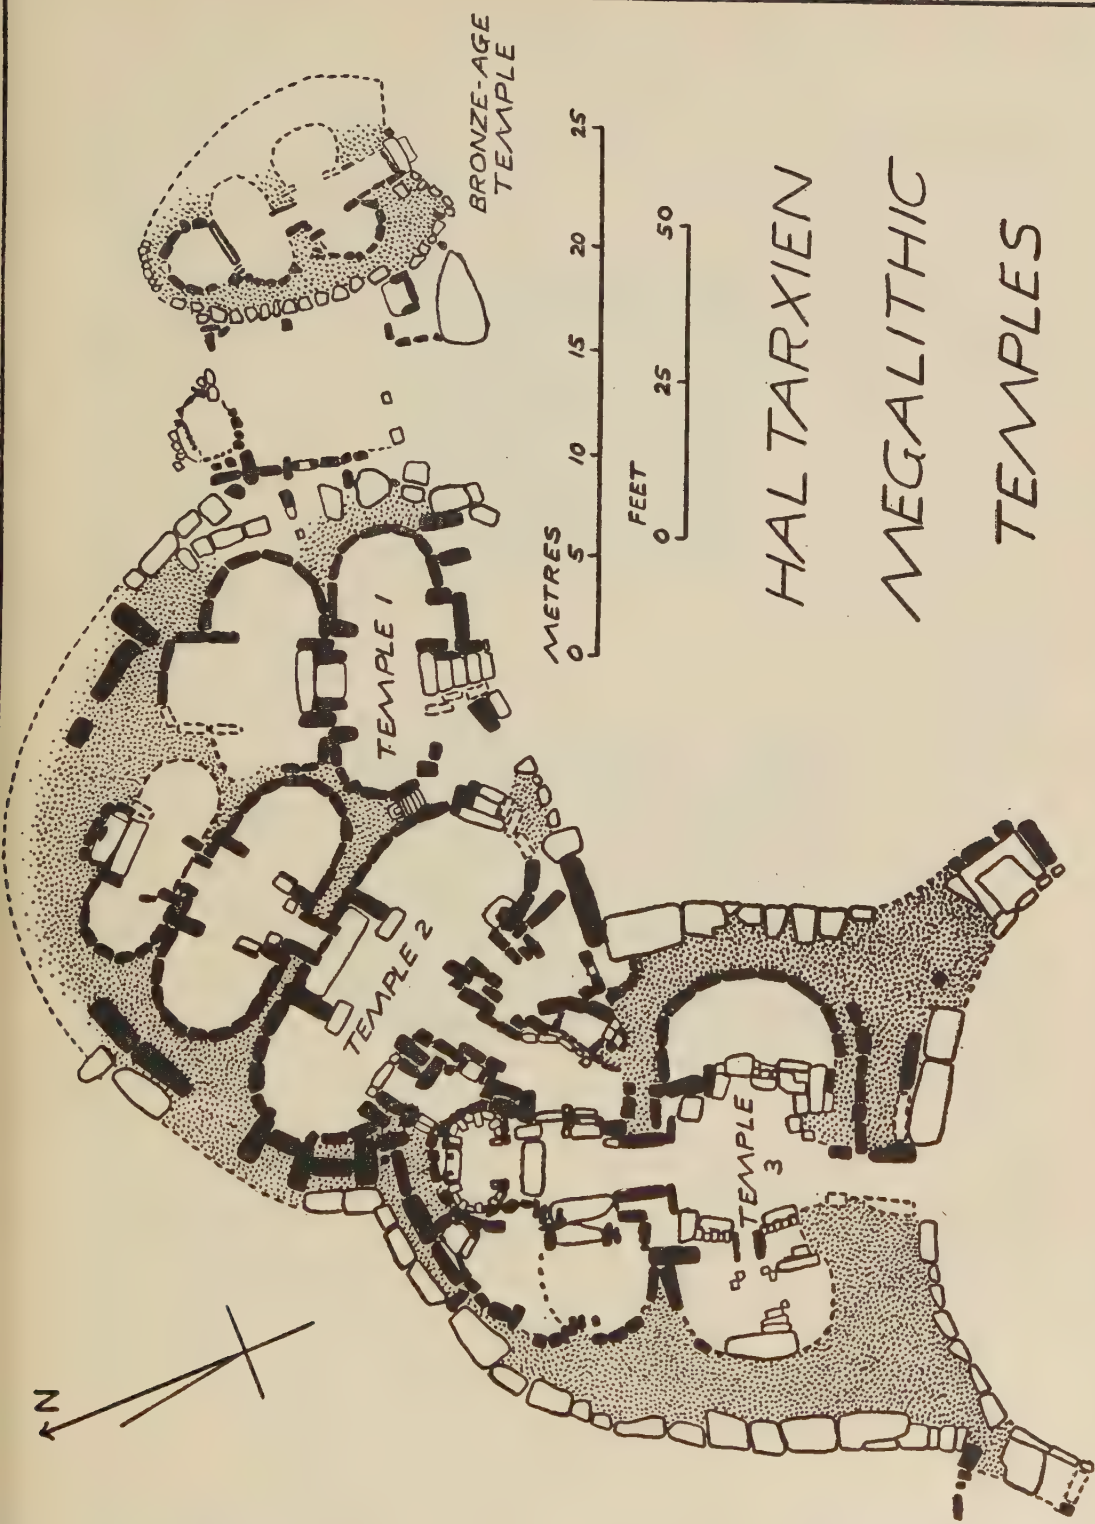 HAL TARXIEN
MEGALITHIC
TEMPLES
BRONZE-AGE
TEMPLE
METRES
0 5 10 15 20 25
FEET
0 25 50
TEMPLE 1
TEMPLE 2
TEMPLE
3
N